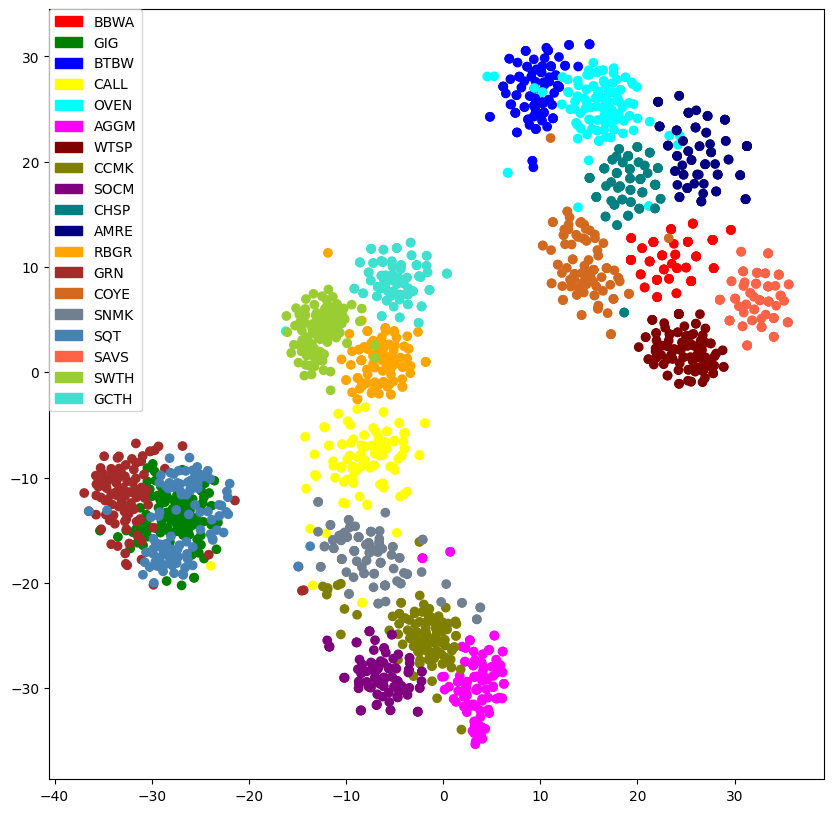 BBWA
GIG
BTBW
CALL
OVEN
AGGM
WTSP
CCMK
SOCM
CHSP
AMRE
RBGR
GRN
COYE
SNMK
SQT
SAVS
SWTH
GCTH
30
20
10
0
−10
−20
−30
−40 −30 −20 −10 0 10 20 30